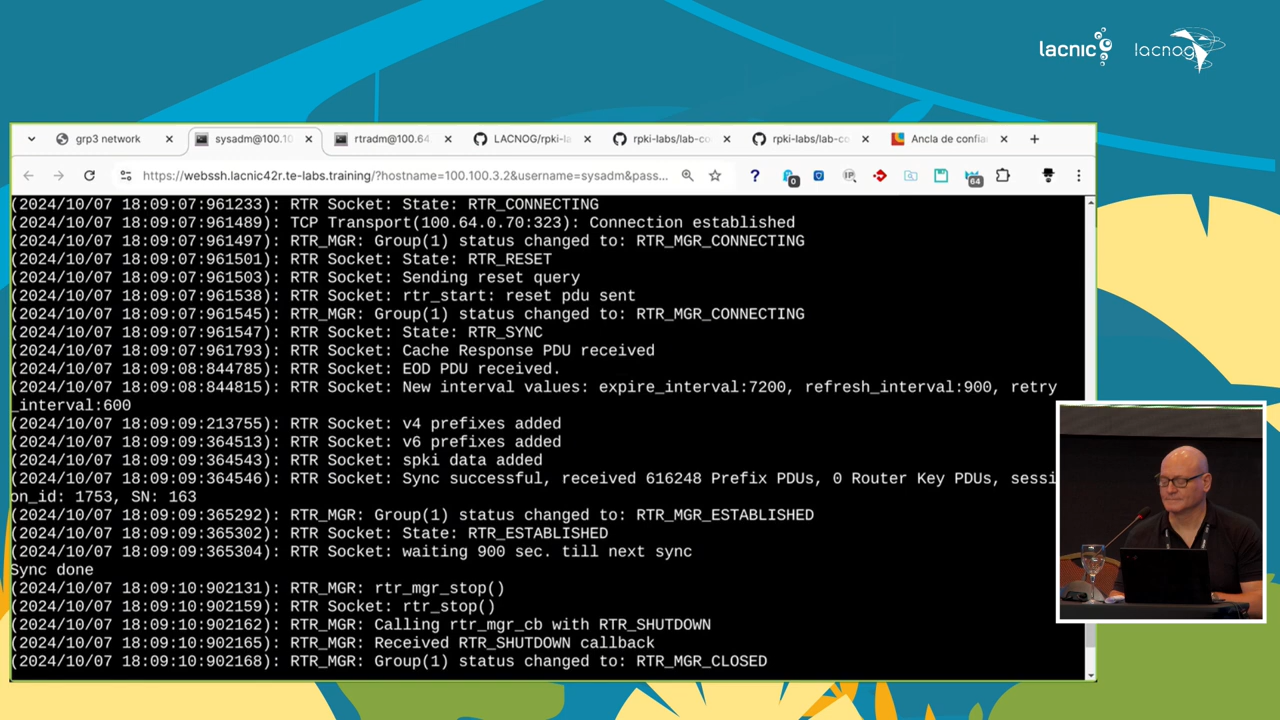 lacnic
lacnog
grp3 network
sysadm@100.10
rtradm@100.64.
LACNOG/rpki-la
rpki-labs/lab-co
rpki-labs/lab-co
Ancla de confia
https://webssh.lacnic42r.te-labs.training/?hostname=100.100.3.2&username=sysadm&pass...
?
0
IP
64
(2024/10/07 18:09:07:961233): RTR Socket: State: RTR_CONNECTING
(2024/10/07 18:09:07:961489): TCP Transport(100.64.0.70:323): Connection established
(2024/10/07 18:09:07:961497): RTR_MGR: Group(1) status changed to: RTR_MGR_CONNECTING
(2024/10/07 18:09:07:961501): RTR Socket: State: RTR_RESET
(2024/10/07 18:09:07:961503): RTR Socket: Sending reset query
(2024/10/07 18:09:07:961538): RTR Socket: rtr_start: reset pdu sent
(2024/10/07 18:09:07:961545): RTR_MGR: Group(1) status changed to: RTR_MGR_CONNECTING
(2024/10/07 18:09:07:961547): RTR Socket: State: RTR_SYNC
(2024/10/07 18:09:07:961793): RTR Socket: Cache Response PDU received
(2024/10/07 18:09:08:844785): RTR Socket: EOD PDU received.
(2024/10/07 18:09:08:844815): RTR Socket: New interval values: expire_interval:7200, refresh_interval:900, retry
_interval:600
(2024/10/07 18:09:09:213755): RTR Socket: v4 prefixes added
(2024/10/07 18:09:09:364513): RTR Socket: v6 prefixes added
(2024/10/07 18:09:09:364543): RTR Socket: spki data added
(2024/10/07 18:09:09:364546): RTR Socket: Sync successful, received 616248 Prefix PDUs, 0 Router Key PDUs, sessi
on_id: 1753, SN: 163
(2024/10/07 18:09:09:365292): RTR_MGR: Group(1) status changed to: RTR_MGR_ESTABLISHED
(2024/10/07 18:09:09:365302): RTR Socket: State: RTR_ESTABLISHED
(2024/10/07 18:09:09:365304): RTR Socket: waiting 900 sec. till next sync
Sync done
(2024/10/07 18:09:10:902131): RTR_MGR: rtr_mgr_stop()
(2024/10/07 18:09:10:902159): RTR Socket: rtr_stop()
(2024/10/07 18:09:10:902162): RTR_MGR: Calling rtr_mgr_cb with RTR_SHUTDOWN
(2024/10/07 18:09:10:902165): RTR_MGR: Received RTR_SHUTDOWN callback
(2024/10/07 18:09:10:902168): RTR_MGR: Group(1) status changed to: RTR_MGR_CLOSED